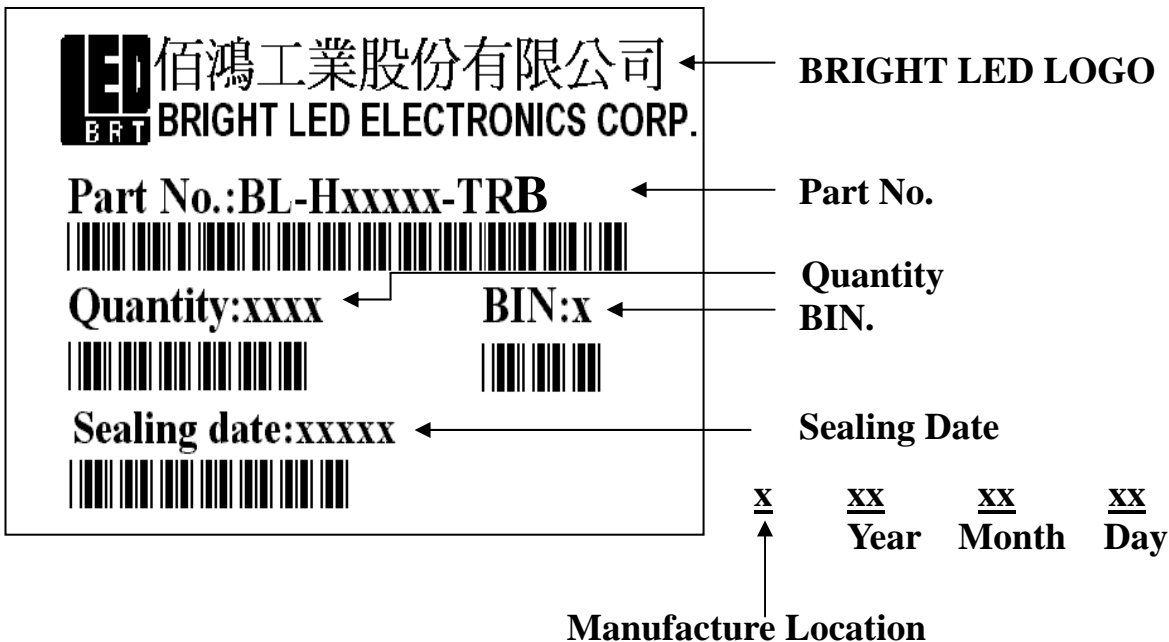 LED
BRT
佰鴻工業股份有限公司
BRIGHT LED ELECTRONICS CORP.
BRIGHT LED LOGO
Part No.:BL-Hxxxxx-TRB
Part No.
Quantity:xxxx
BIN:x
Quantity
BIN.
Sealing date:xxxxx
Sealing Date
x xx xx xx
Year Month Day
Manufacture Location